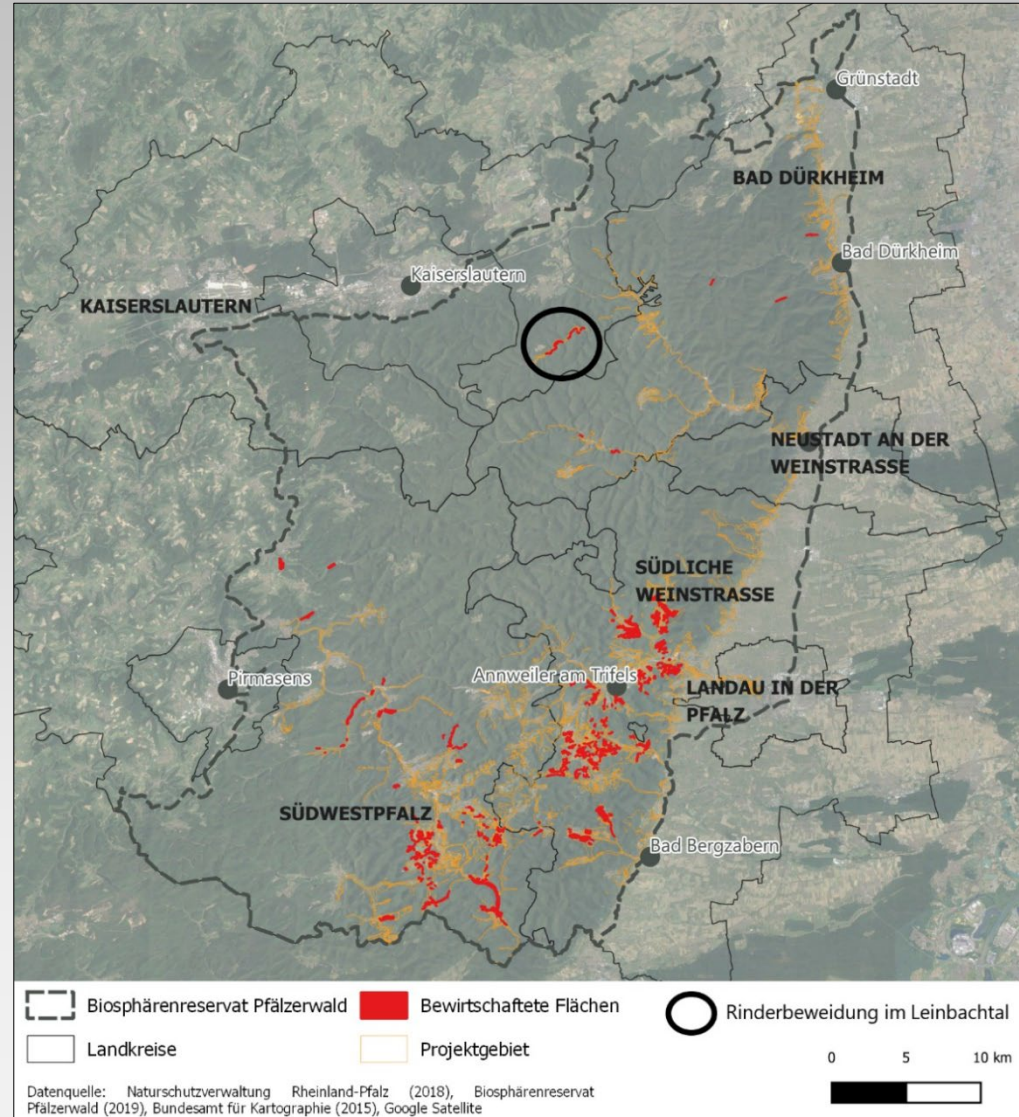 Grünstadt
BAD DÜRKHEIM
Bad Dürkheim
Kaiserslautern
KAISERSLAUTERN
NEUSTADT AN DER
WEINSTRASSE
SÜDLICHE
WEINSTRASSE
Pirmasens
Annweiler am Trifels
LANDAU IN DER
PFALZ
SÜDWESTPFALZ
Bad Bergzabern
Biosphärenreservat Pfälzerwald
Bewirtschaftete Flächen
Rinderbeweidung im Leinbachtal
Landkreise
Projektgebiet
0 5 10 km
Datenquelle: Naturschutzverwaltung Rheinland-Pfalz (2018), Biosphärenreservat
Pfälzerwald (2019), Bundesamt für Kartographie (2015), Google Satellite